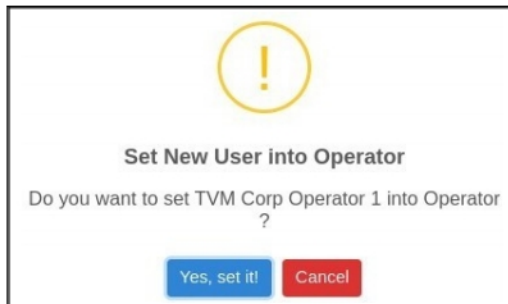 !
Set New User into Operator
Do you want to set TVM Corp Operator 1 into Operator
?
Yes, set it!
Cancel